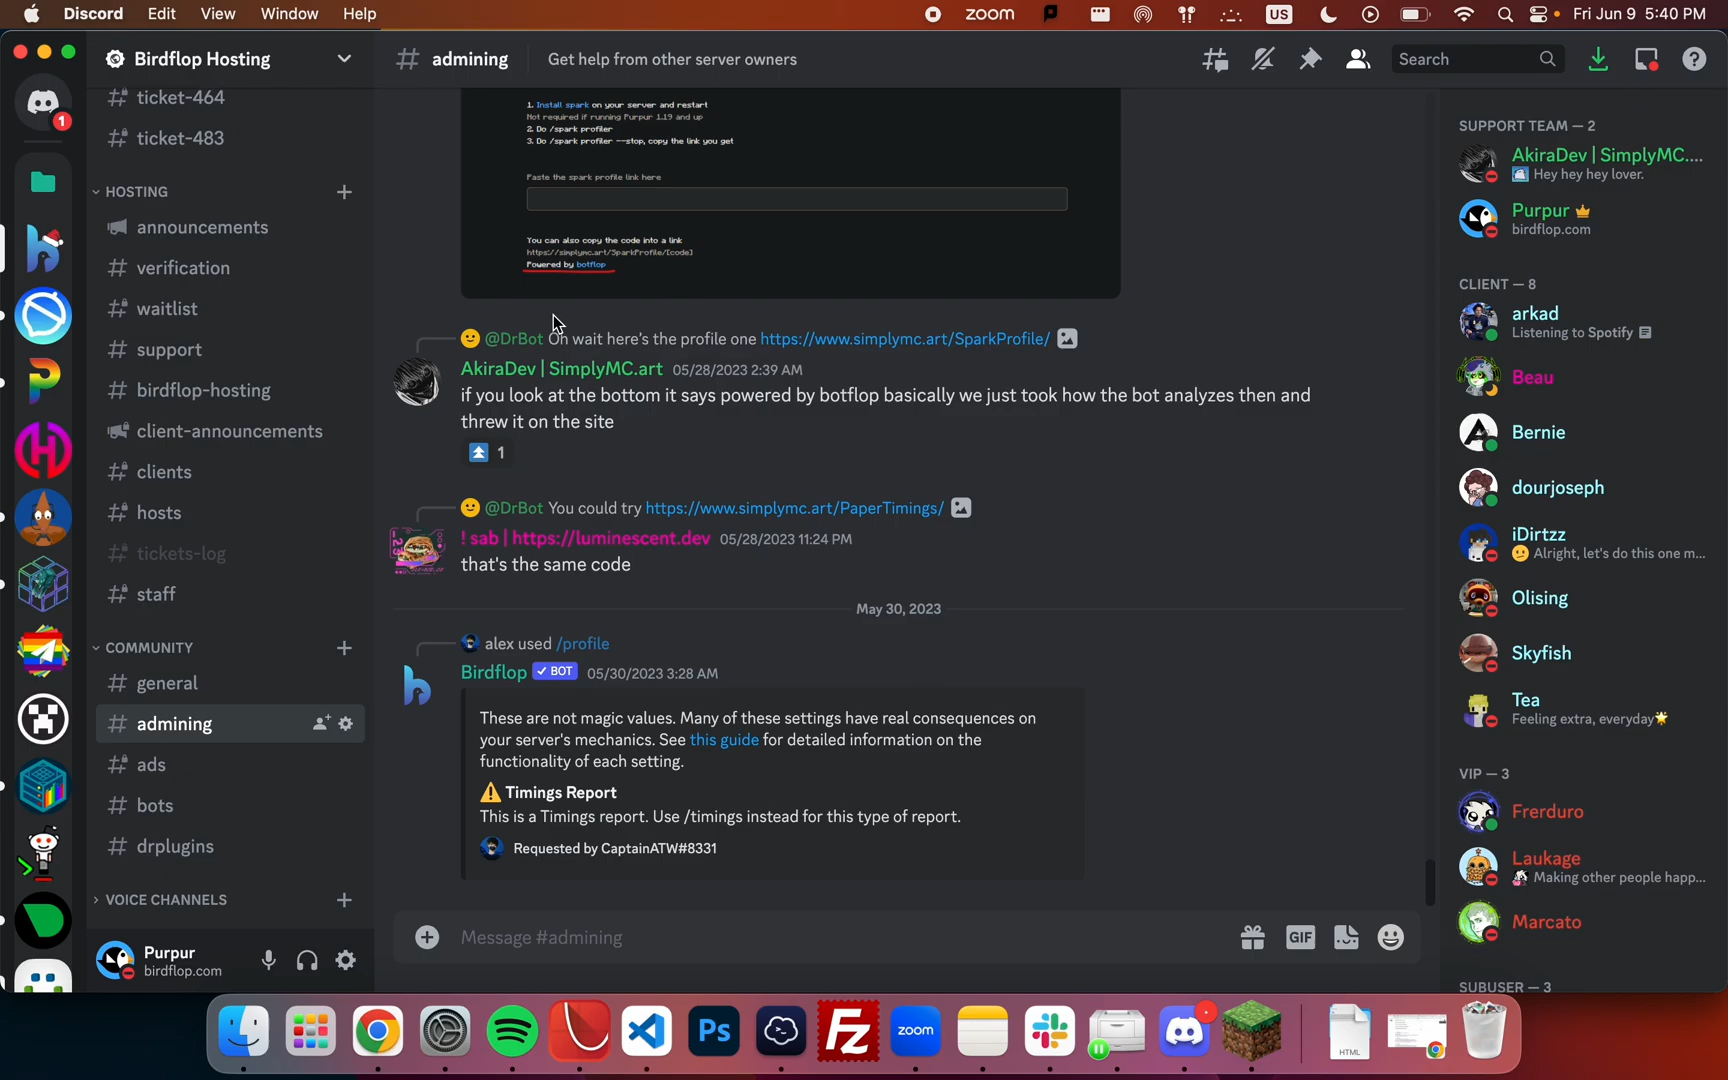 Discord Edit View Window Help
zoom US Fri Jun 9 5:40 PM
Birdflop Hosting
# admining Get help from other server owners
Search
1
ticket-464
ticket-483
HOSTING
announcements
verification
waitlist
support
birdflop-hosting
client-announcements
clients
hosts
tickets-log
staff
COMMUNITY
general
admining
ads
bots
drplugins
VOICE CHANNELS
Purpur
birdflop.com
1. Install spark on your server and restart
Not required if running Purpur 1.19 and up
2. Do /spark profiler
3. Do /spark profiler --stop, copy the link you get
Paste the spark profile link here
You can also copy the code into a link
https://simplymc.art/SparkProfile/[code]
Powered by botflop
@DrBot Oh wait here's the profile one https://www.simplymc.art/SparkProfile/
AkiraDev | SimplyMC.art 05/28/2023 2:39 AM
if you look at the bottom it says powered by botflop basically we just took how the bot analyzes then and
threw it on the site
1
@DrBot You could try https://www.simplymc.art/PaperTimings/
! sab | https://luminescent.dev 05/28/2023 11:24 PM
that's the same code
May 30, 2023
alex used /profile
Birdflop BOT 05/30/2023 3:28 AM
These are not magic values. Many of these settings have real consequences on
your server's mechanics. See this guide for detailed information on the
functionality of each setting.
Timings Report
This is a Timings report. Use /timings instead for this type of report.
Requested by CaptainATW#8331
Message #admining
GIF
SUPPORT TEAM — 2
AkiraDev | SimplyMC....
Hey hey hey lover.
Purpur
birdflop.com
CLIENT — 8
arkad
Listening to Spotify
Beau
Bernie
dourjoseph
iDirtzz
Alright, let's do this one m...
Olising
Skyfish
Tea
Feeling extra, everyday
VIP — 3
Frerduro
Laukage
Making other people happ...
Marcato
SUBUSER — 3
Ps
Fz
zoom
HTML